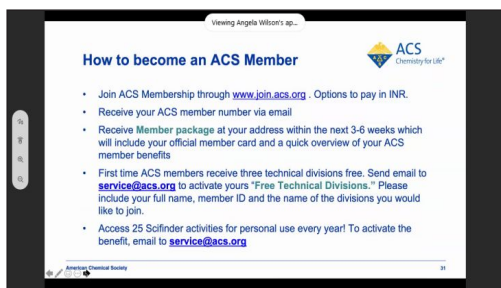 Viewing Angela Wilson's ap...
How to become an ACS Member
ACS
Chemistry for Life®
• Join ACS Membership through www.join.acs.org . Options to pay in INR.
• Receive your ACS member number via email
• Receive Member package at your address within the next 3-6 weeks which
will include your official member card and a quick overview of your ACS
member benefits
• First time ACS members receive three technical divisions free. Send email to
service@acs.org to activate yours "Free Technical Divisions." Please
include your full name, member ID and the name of the divisions you would
like to join.
• Access 25 Scifinder activities for personal use every year! To activate the
benefit, email to service@acs.org
American Chemical Society
31